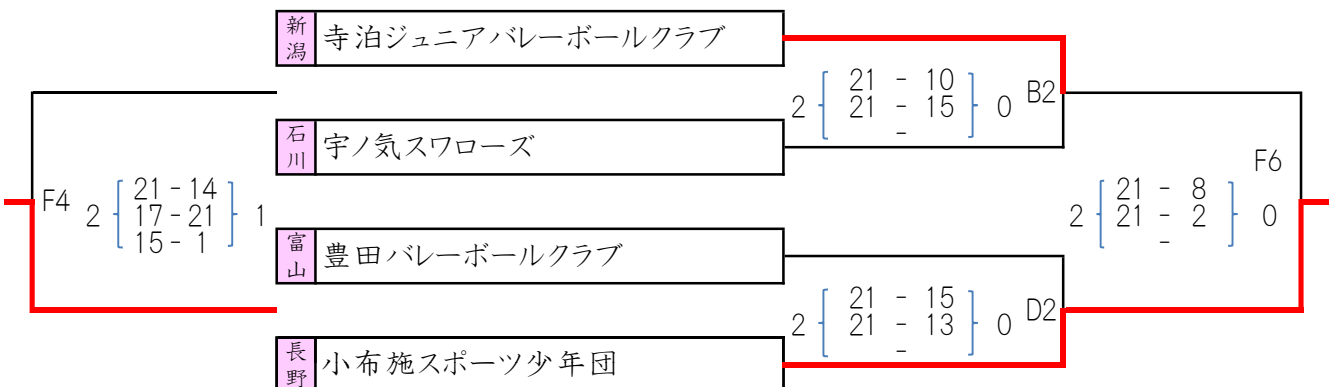 新潟 寺泊ジュニアバレーボールクラブ
21 - 10
2 21 - 15 0 B2
-
石川 宇ノ気スワローズ
F6
F4
21 - 14
2 17 - 21 1
15 - 1
21 - 8
2 21 - 2 0
-
富山 豊田バレーボールクラブ
21 - 15
2 21 - 13 0 D2
-
長野 小布施スポーツ少年団